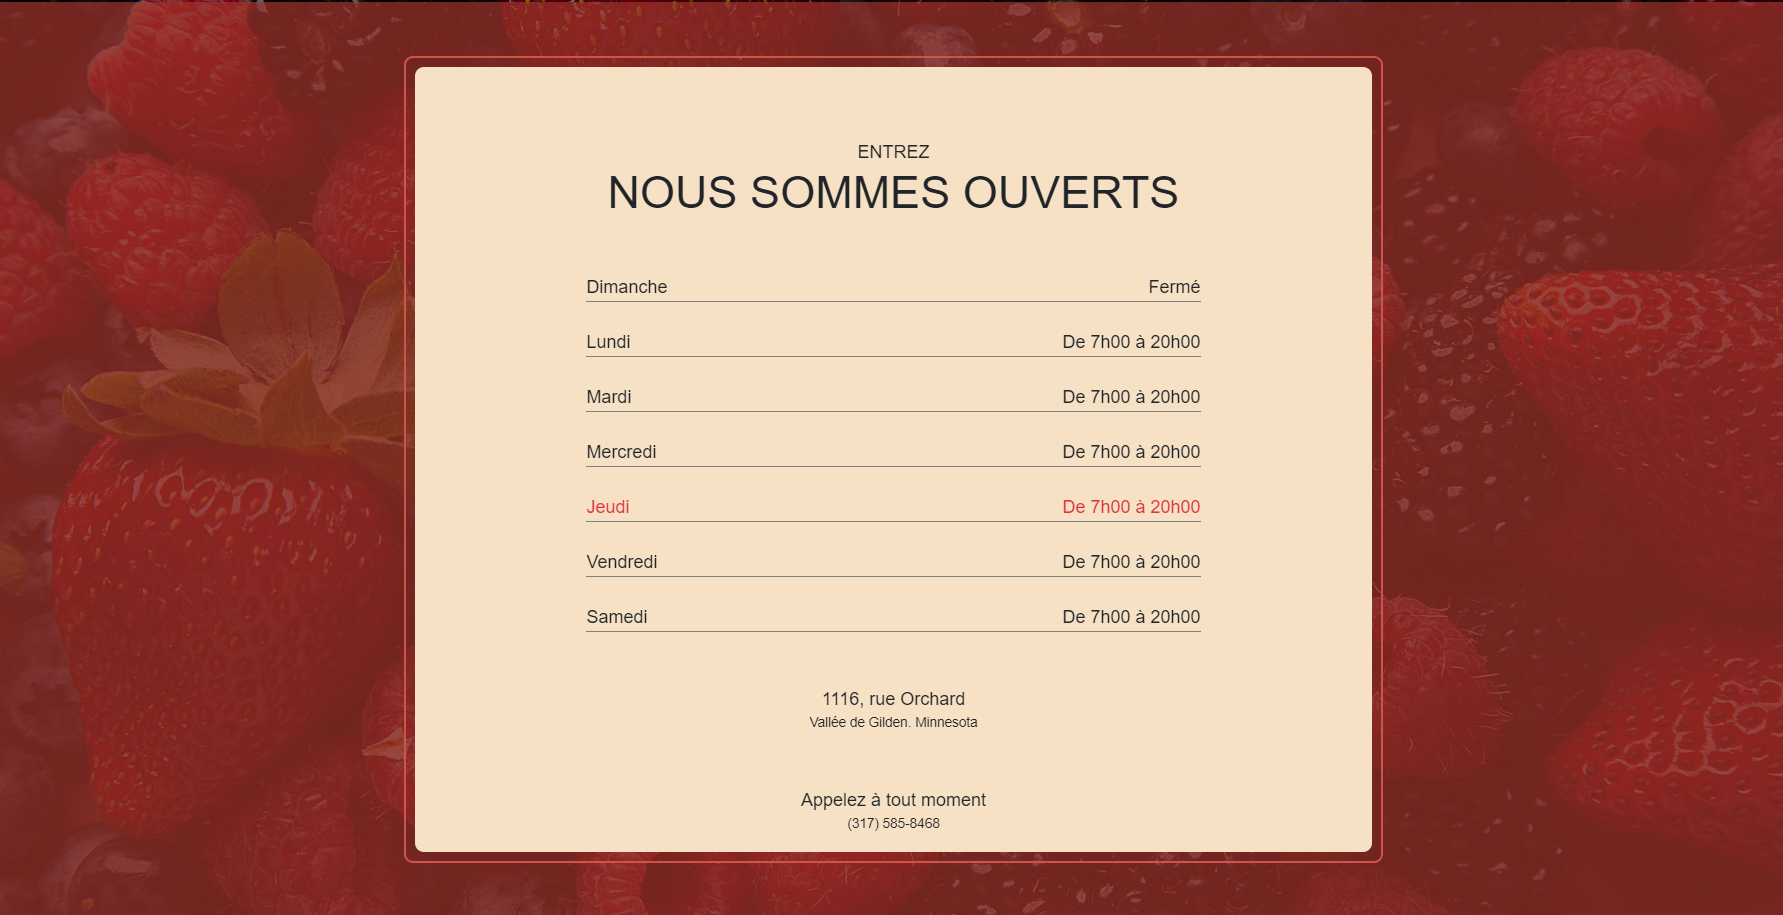 ENTREZ
NOUS SOMMES OUVERTS
Dimanche Fermé
Lundi De 7h00 à 20h00
Mardi De 7h00 à 20h00
Mercredi De 7h00 à 20h00
Jeudi De 7h00 à 20h00
Vendredi De 7h00 à 20h00
Samedi De 7h00 à 20h00
1116, rue Orchard
Vallée de Gilden. Minnesota
Appelez à tout moment
(317) 585-8468